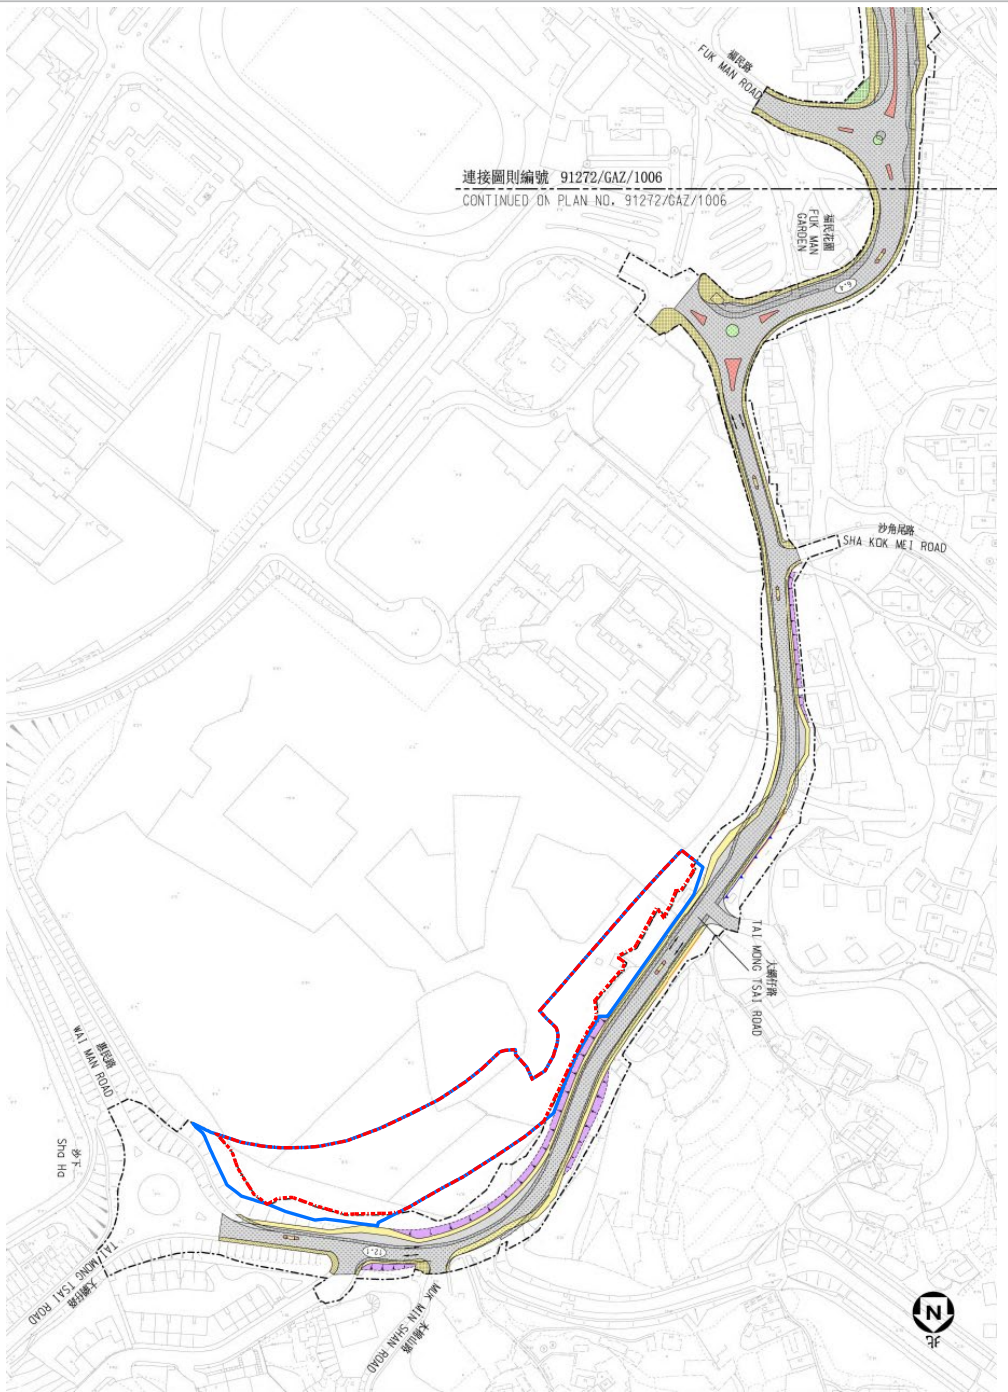 福民路
FUK MAN ROAD
連接圖則編號 91272/GAZ/1006
CONTINUED ON PLAN NO. 91272/GAZ/1006
福民花園
FUK MAN
GARDEN
沙角尾路
SHA KOK MEI ROAD
大網仔路
TAI MONG TSAI ROAD
惠民路
WAI MAN ROAD
沙下
Sha Ha
大網仔路
TAI MONG TSAI ROAD
木棉山路
MUK MIN SHAN ROAD
N
北